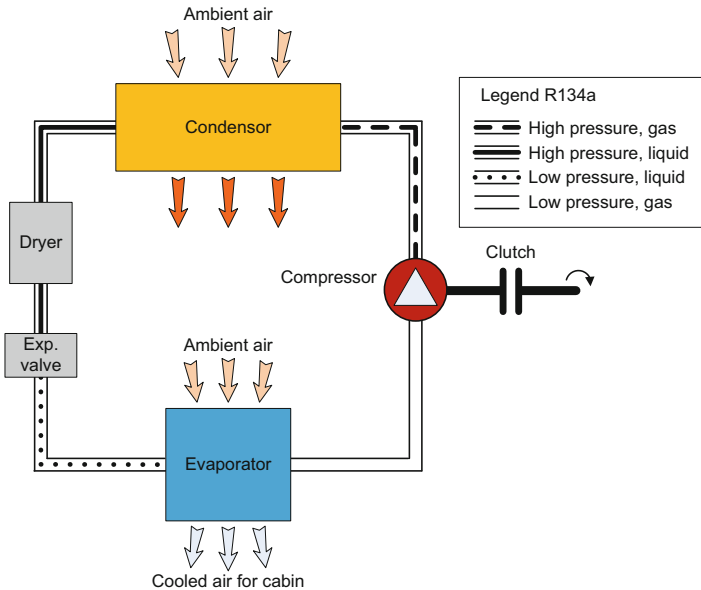 Ambient air
Condensor
Legend R134a
High pressure, gas
High pressure, liquid
Low pressure, liquid
Low pressure, gas
Dryer
Clutch
Compressor
Exp.
valve
Ambient air
Evaporator
Cooled air for cabin